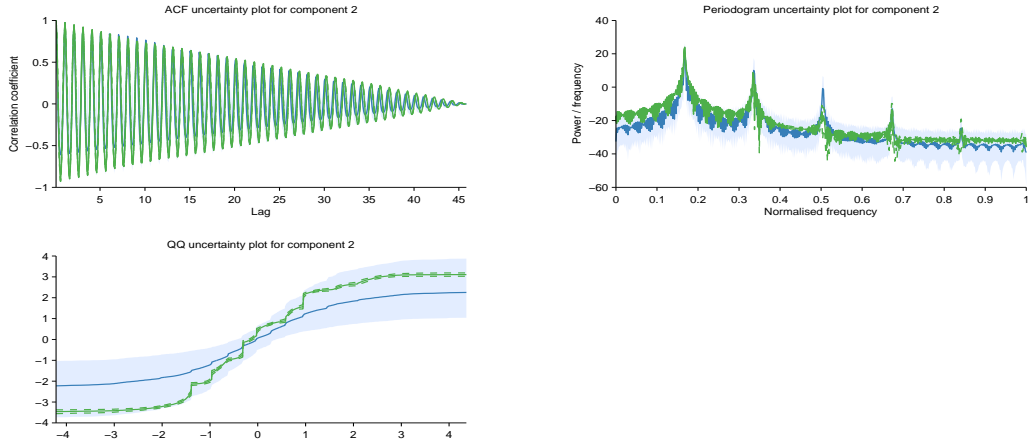 ACF uncertainty plot for component 2
1
0.5
0
−0.5
−1
Correlation coefficient
5 10 15 20 25 30 35 40 45
Lag
Periodogram uncertainty plot for component 2
40
20
0
−20
−40
−60
Power / frequency
0 0.1 0.2 0.3 0.4 0.5 0.6 0.7 0.8 0.9 1
Normalised frequency
QQ uncertainty plot for component 2
4
3
2
1
0
−1
−2
−3
−4
−4 −3 −2 −1 0 1 2 3 4